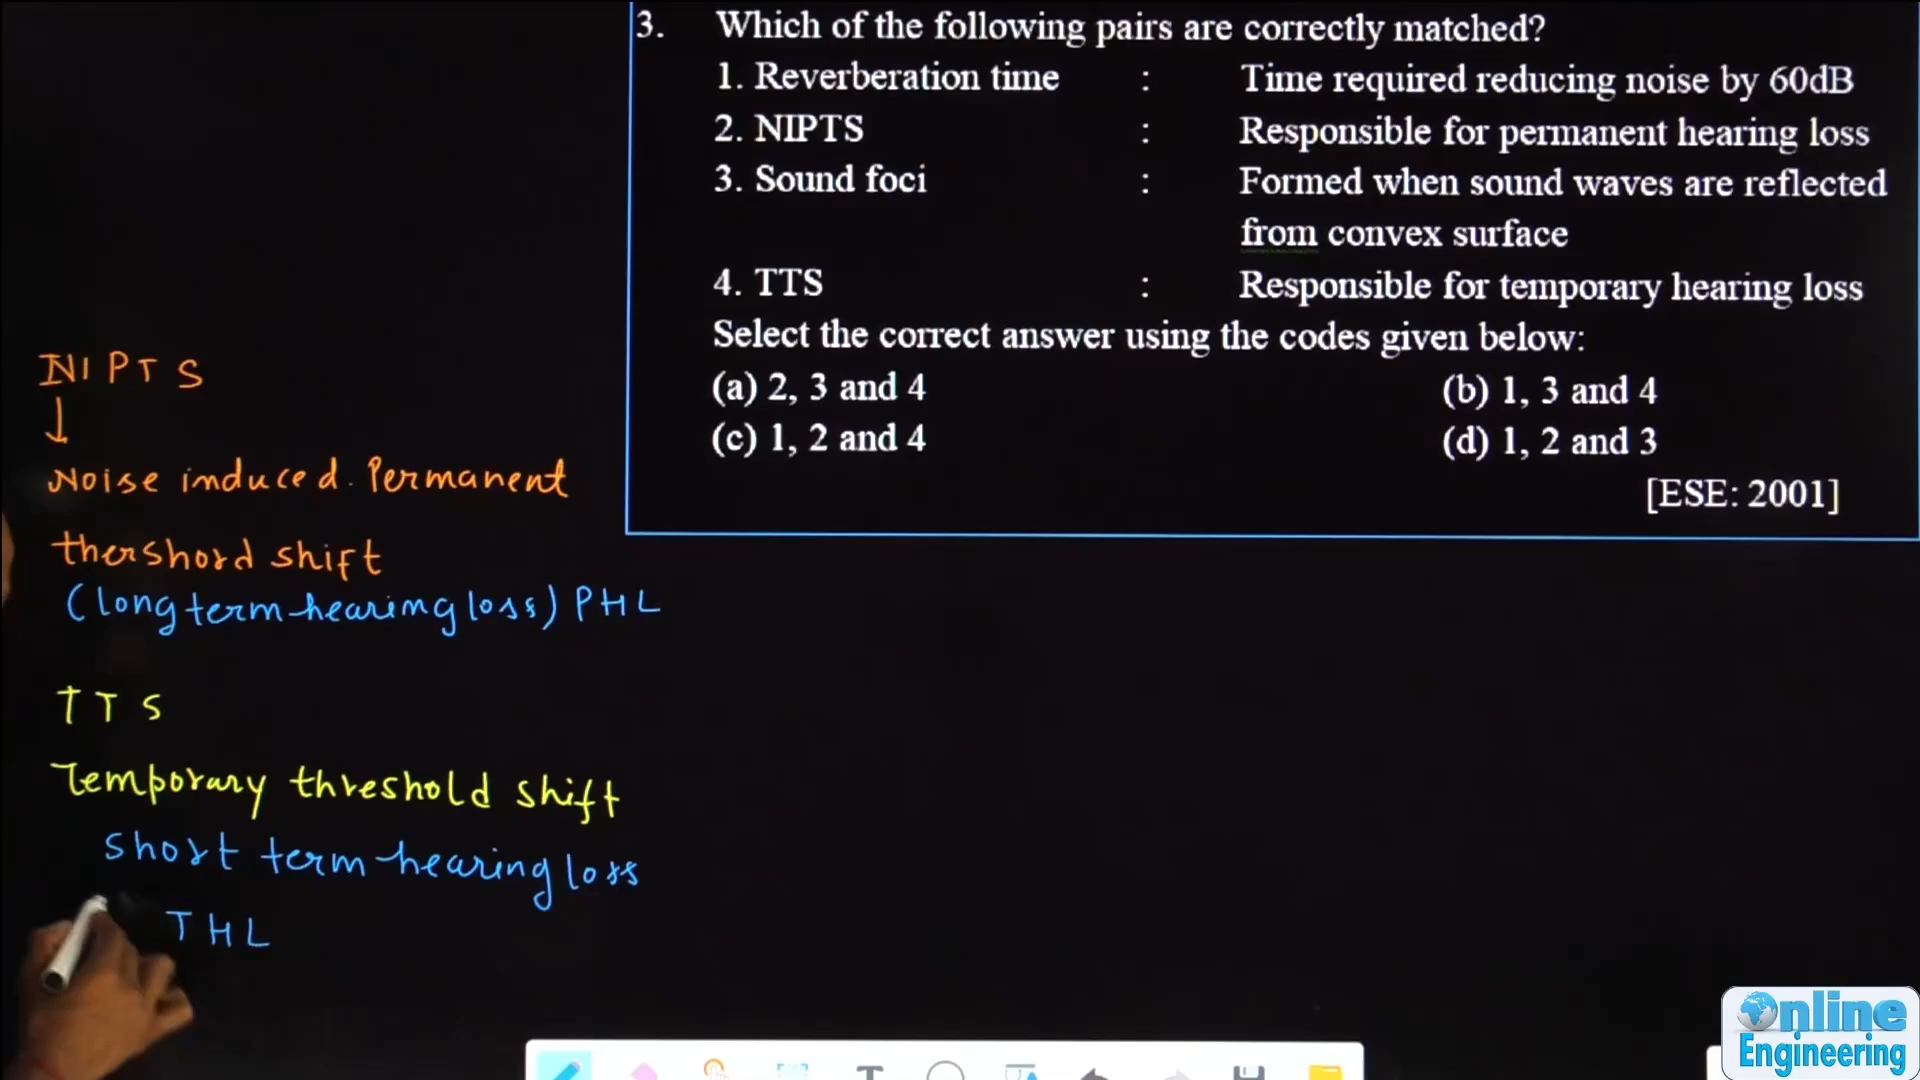 3. Which of the following pairs are correctly matched?
1. Reverberation time : Time required reducing noise by 60dB
2. NIPTS : Responsible for permanent hearing loss
3. Sound foci : Formed when sound waves are reflected
from convex surface
4. TTS : Responsible for temporary hearing loss
Select the correct answer using the codes given below:
(a) 2, 3 and 4 (b) 1, 3 and 4
(c) 1, 2 and 4 (d) 1, 2 and 3
[ESE: 2001]
NIPTS
Noise induced. Permanent
thershord shift
(long term hearing loss) PHL
TTS
Temporary threshold shift
short term hearing loss
THL
Online
Engineering